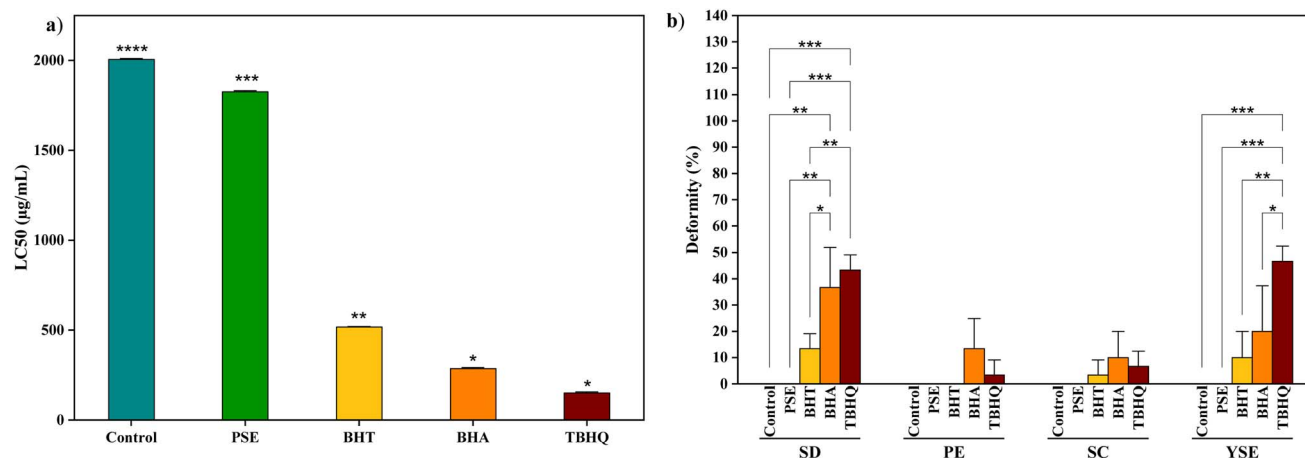 a)
LC50 (µg/mL)
2000
1500
1000
500
0
****
***
**
*
*
Control PSE BHT BHA TBHQ
b)
Deformity (%)
140
130
120
110
100
90
80
70
60
50
40
30
20
10
0
***
***
**
**
**
*
***
***
**
*
Control PSE BHT BHA TBHQ
SD
Control PSE BHT BHA TBHQ
PE
Control PSE BHT BHA TBHQ
SC
Control PSE BHT BHA TBHQ
YSE